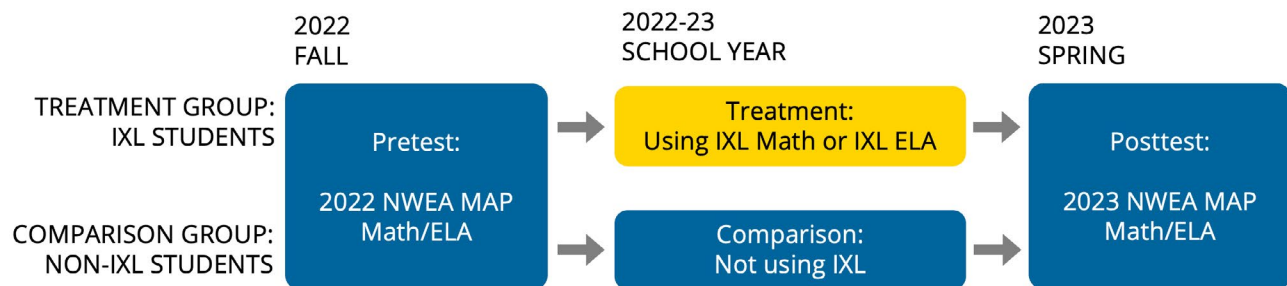 2022
FALL
2022-23
SCHOOL YEAR
2023
SPRING
TREATMENT GROUP:
IXL STUDENTS
Pretest:
2022 NWEA MAP
Math/ELA
Treatment:
Using IXL Math or IXL ELA
Posttest:
2023 NWEA MAP
Math/ELA
COMPARISON GROUP:
NON-IXL STUDENTS
Comparison:
Not using IXL